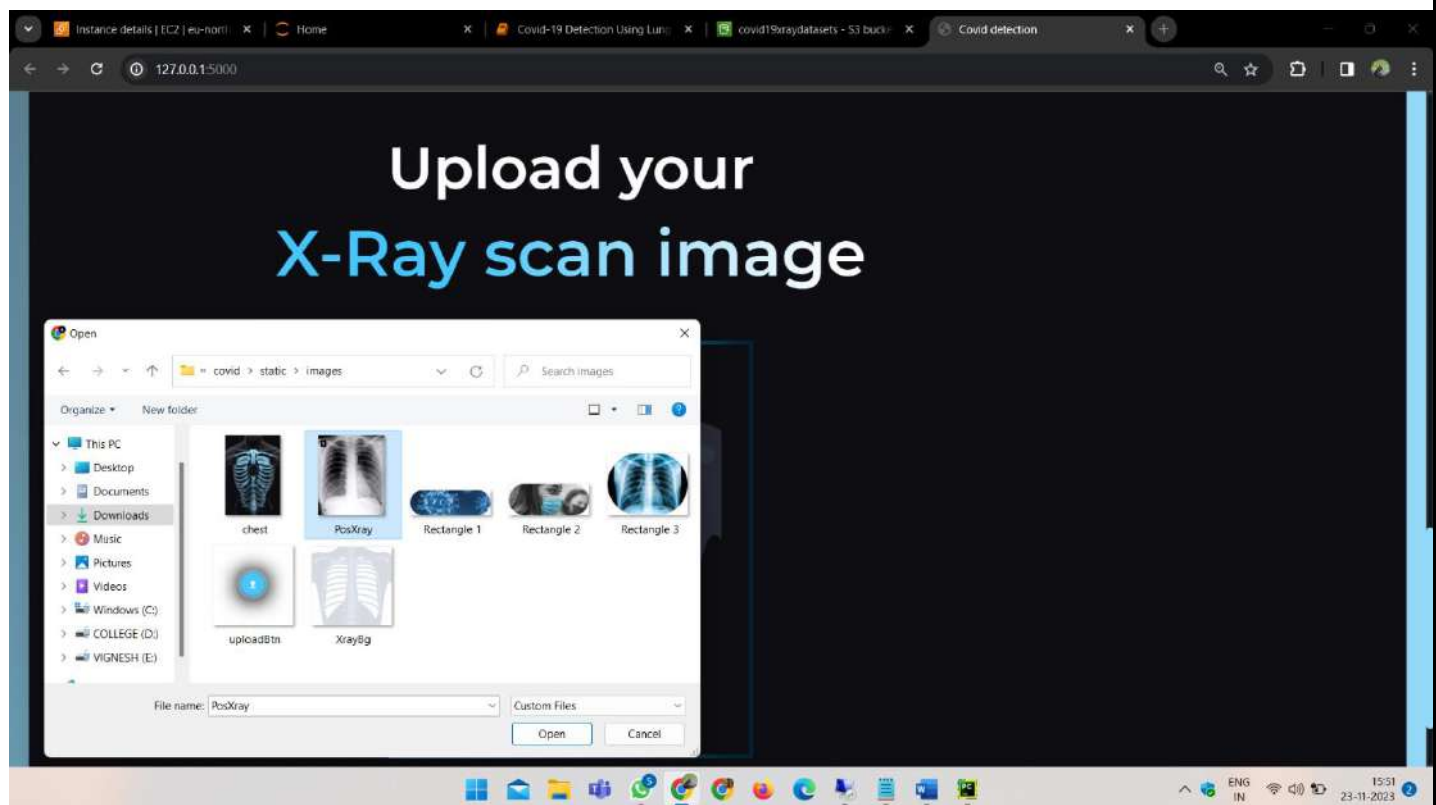 Instance details | EC2 | eu-nort
Home
Covid-19 Detection Using Lung
covid19xraydatasets - S3 bucke
Covid detection
127.0.0.1:5000
Upload your
X-Ray scan image
Open
« covid > static > images
Search images
Organize
New folder
This PC
Desktop
Documents
Downloads
Music
Pictures
Videos
Windows (C:)
COLLEGE (D:)
VIGNESH (E:)
chest
PosXray
Rectangle 1
Rectangle 2
Rectangle 3
uploadBtn
XrayBg
File name: PosXray
Custom Files
Open
Cancel
ENG
IN
15:51
23-11-2023
2